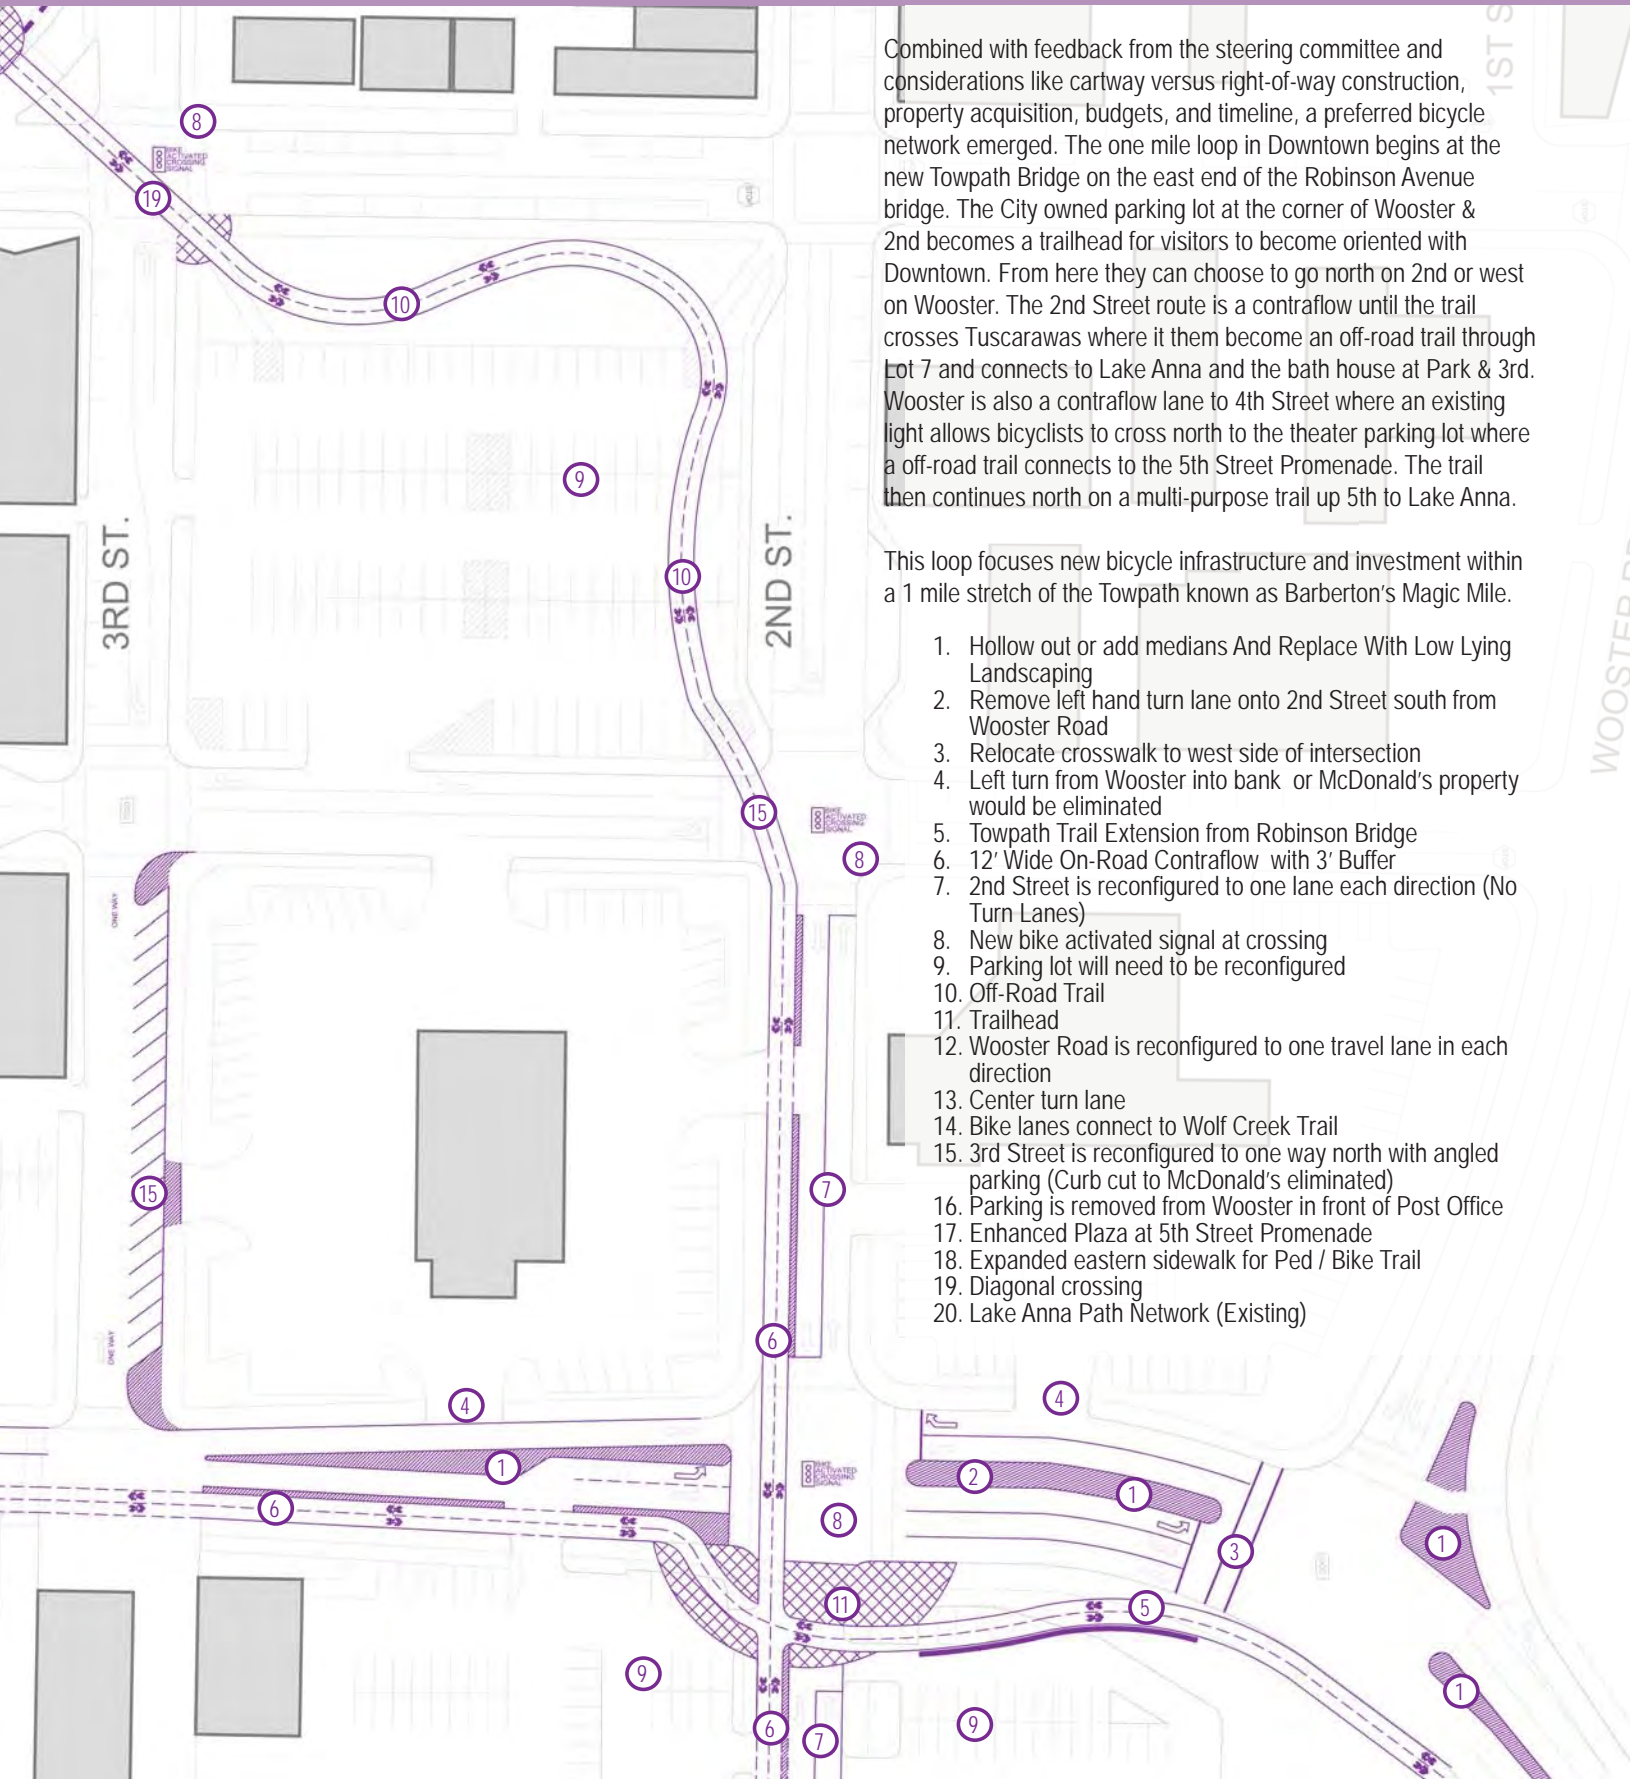 Combined with feedback from the steering committee and
considerations like cartway versus right-of-way construction,
property acquisition, budgets, and timeline, a preferred bicycle
network emerged. The one mile loop in Downtown begins at the
new Towpath Bridge on the east end of the Robinson Avenue
bridge. The City owned parking lot at the corner of Wooster &
2nd becomes a trailhead for visitors to become oriented with
Downtown. From here they can choose to go north on 2nd or west
on Wooster. The 2nd Street route is a contraflow until the trail
crosses Tuscarawas where it them become an off-road trail through
Lot 7 and connects to Lake Anna and the bath house at Park & 3rd.
Wooster is also a contraflow lane to 4th Street where an existing
light allows bicyclists to cross north to the theater parking lot where
a off-road trail connects to the 5th Street Promenade. The trail
then continues north on a multi-purpose trail up 5th to Lake Anna.
This loop focuses new bicycle infrastructure and investment within
a 1 mile stretch of the Towpath known as Barberton's Magic Mile.
1. Hollow out or add medians And Replace With Low Lying
Landscaping
2. Remove left hand turn lane onto 2nd Street south from
Wooster Road
3. Relocate crosswalk to west side of intersection
4. Left turn from Wooster into bank or McDonald's property
would be eliminated
5. Towpath Trail Extension from Robinson Bridge
6. 12' Wide On-Road Contraflow with 3' Buffer
7. 2nd Street is reconfigured to one lane each direction (No
Turn Lanes)
8. New bike activated signal at crossing
9. Parking lot will need to be reconfigured
10. Off-Road Trail
11. Trailhead
12. Wooster Road is reconfigured to one travel lane in each
direction
13. Center turn lane
14. Bike lanes connect to Wolf Creek Trail
15. 3rd Street is reconfigured to one way north with angled
parking (Curb cut to McDonald's eliminated)
16. Parking is removed from Wooster in front of Post Office
17. Enhanced Plaza at 5th Street Promenade
18. Expanded eastern sidewalk for Ped / Bike Trail
19. Diagonal crossing
20. Lake Anna Path Network (Existing)
1ST S
WOOSTER R
3RD ST.
2ND ST.
8
BIKE
ACTIVATED
CROSSING
SIGNAL
19
10
9
10
15
BIKE
ACTIVATED
CROSSING
SIGNAL
8
ONE WAY
15
7
ONE WAY
6
4
4
1
2
1
6
BIKE
ACTIVATED
CROSSING
SIGNAL
8
3
1
11
5
9
6
7
9
1